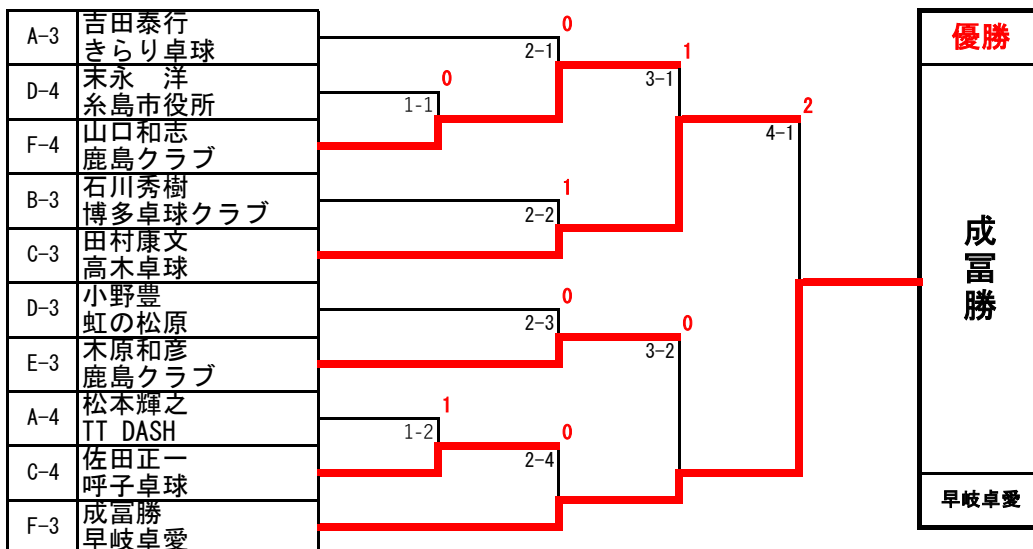 A-3
吉田泰行
きらり卓球
D-4
末永　洋
糸島市役所
F-4
山口和志
鹿島クラブ
B-3
石川秀樹
博多卓球クラブ
C-3
田村康文
高木卓球
D-3
小野豊
虹の松原
E-3
木原和彦
鹿島クラブ
A-4
松本輝之
TT DASH
C-4
佐田正一
呼子卓球
F-3
成冨勝
早岐卓愛
0
2-1
0
1-1
1
3-1
2
4-1
1
2-2
0
2-3
0
3-2
1
1-2
0
2-4
優勝
成冨勝
早岐卓愛